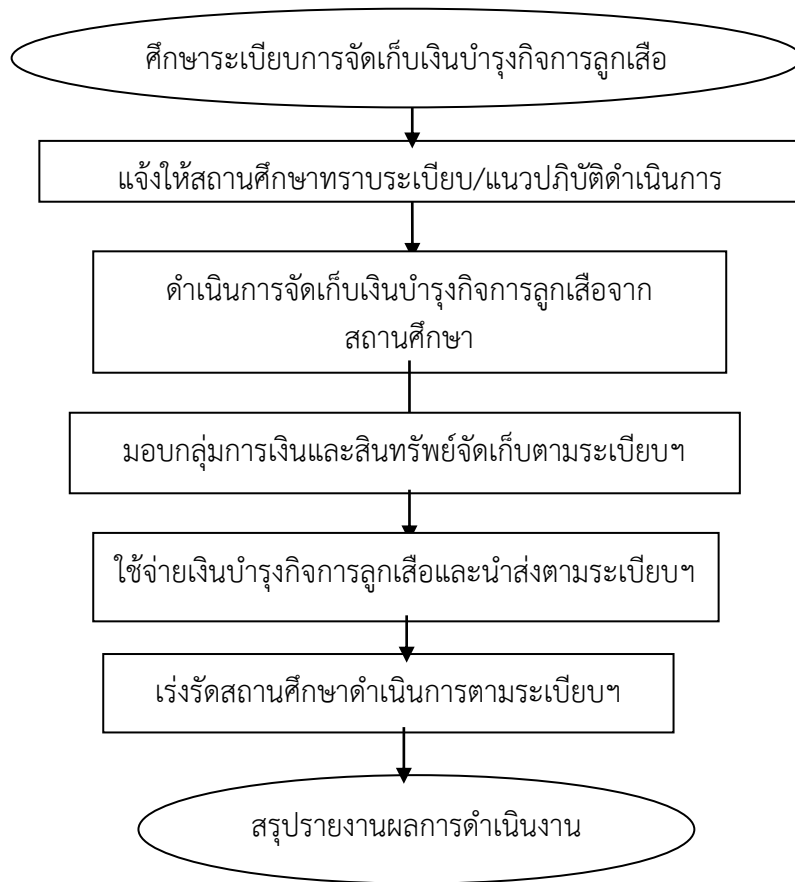 ศึกษาระเบียบการจัดเก็บเงินบำรุงกิจการลูกเสือ
แจ้งให้สถานศึกษาทราบระเบียบ/แนวปฎิบัติดำเนินการ
ดำเนินการจัดเก็บเงินบำรุงกิจการลูกเสือจาก
สถานศึกษา
มอบกลุ่มการเงินและสินทรัพย์จัดเก็บตามระเบียบฯ
ใช้จ่ายเงินบำรุงกิจการลูกเสือและนำส่งตามระเบียบฯ
เร่งรัดสถานศึกษาดำเนินการตามระเบียบฯ
สรุปรายงานผลการดำเนินงาน